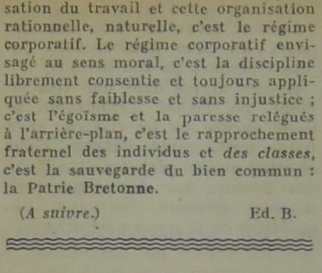 sation du travail et cette organisation
rationnelle, naturelle, c'est le régime
corporatif. Le régime corporatif envi-
sagé au sens moral, c'est la discipline
librement consentie et toujours appli-
quée sans faiblesse et sans injustice ;
c'est l'égoïsme et la paresse relégués
à l'arrière-plan, c'est le rapprochement
fraternel des individus et des classes,
c'est la sauvegarde du bien commun :
la Patrie Bretonne.
(A suivre.) Ed. B.